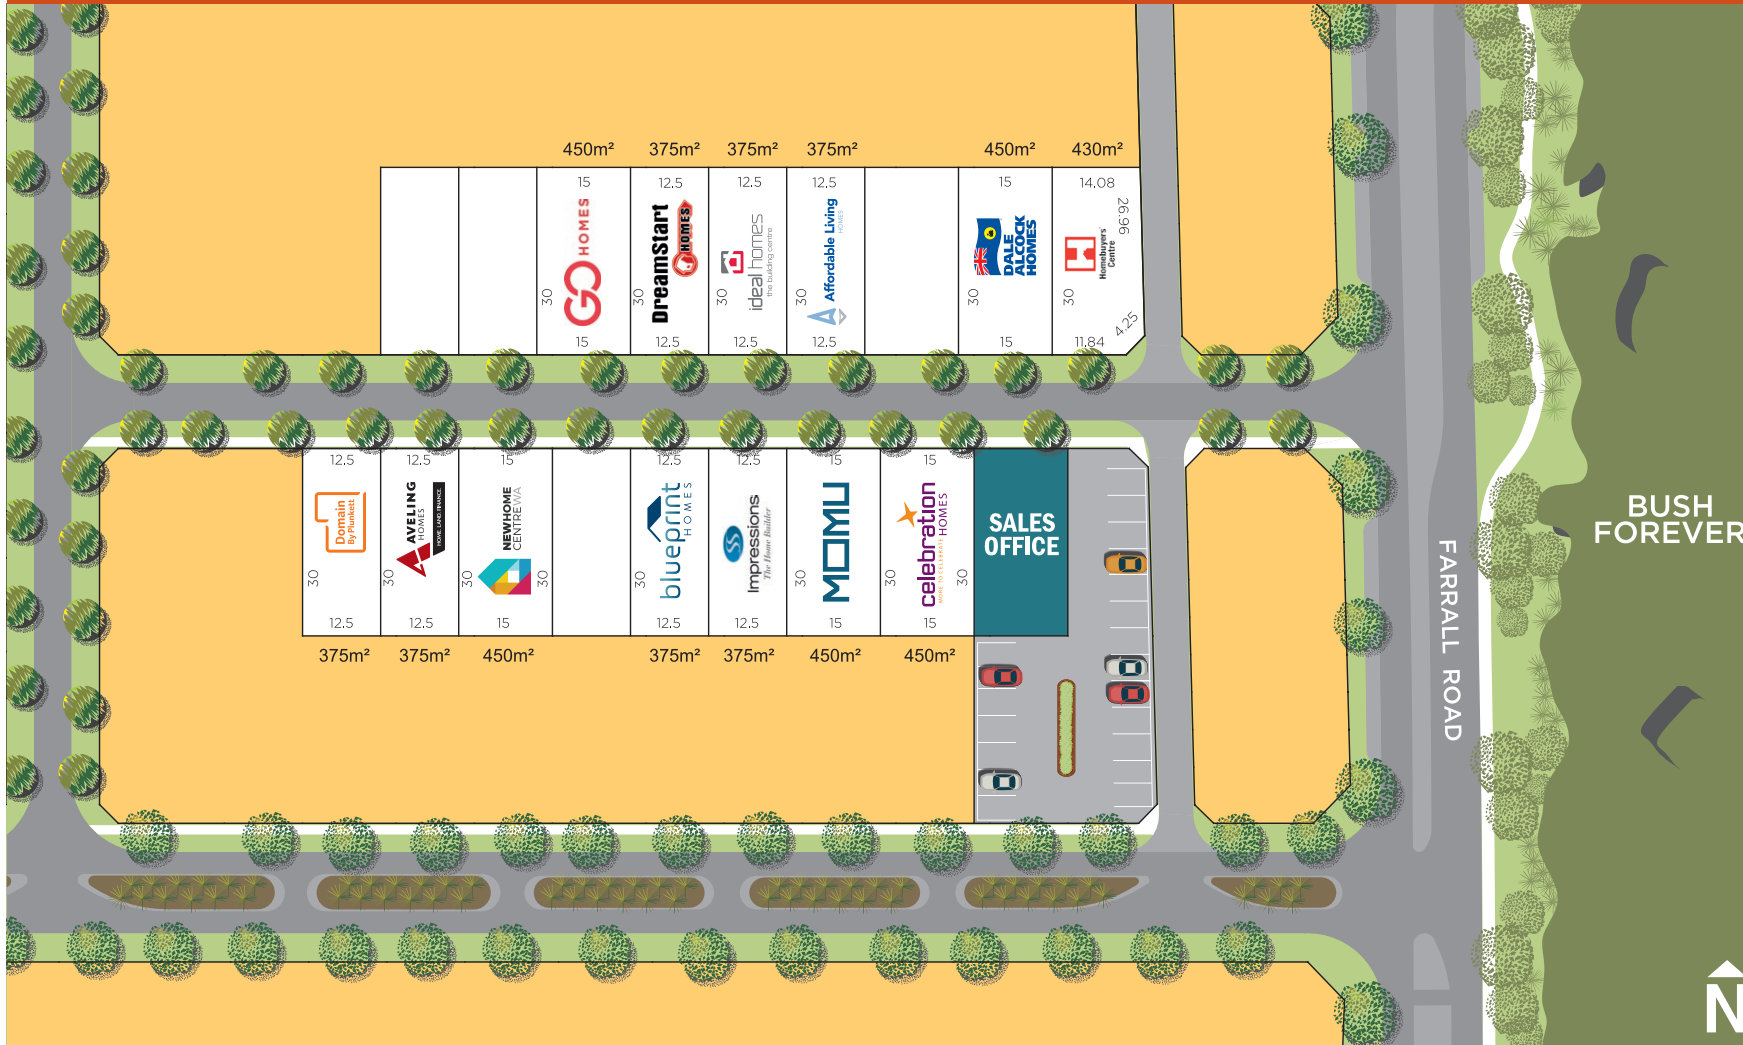 450m²
375m²
375m²
375m²
450m²
430m²
15
12.5
12.5
12.5
15
14.08
26.96
GO HOMES
DreamStart
HOMES
ideal homes
the building centre
Affordable Living
HOMES
DALE
ALCOCK
HOMES
Homebuyers
Centre
30
30
30
30
30
30
4.25
15
12.5
12.5
12.5
15
11.84
12.5
12.5
15
12.5
12.5
15
15
Domain
By Plunkett
AVELING
HOMES
HOME. LAND. FINANCE.
NEWHOME
CENTREWA
blueprint
HOMES
Impressions
The Home Builder
MOMU
celebration
HOMES
MORE TO CELEBRATE
SALES
OFFICE
30
30
30
30
30
30
30
30
12.5
12.5
15
12.5
12.5
15
15
375m²
375m²
450m²
375m²
375m²
450m²
450m²
FARRALL ROAD
BUSH
FOREVER
N